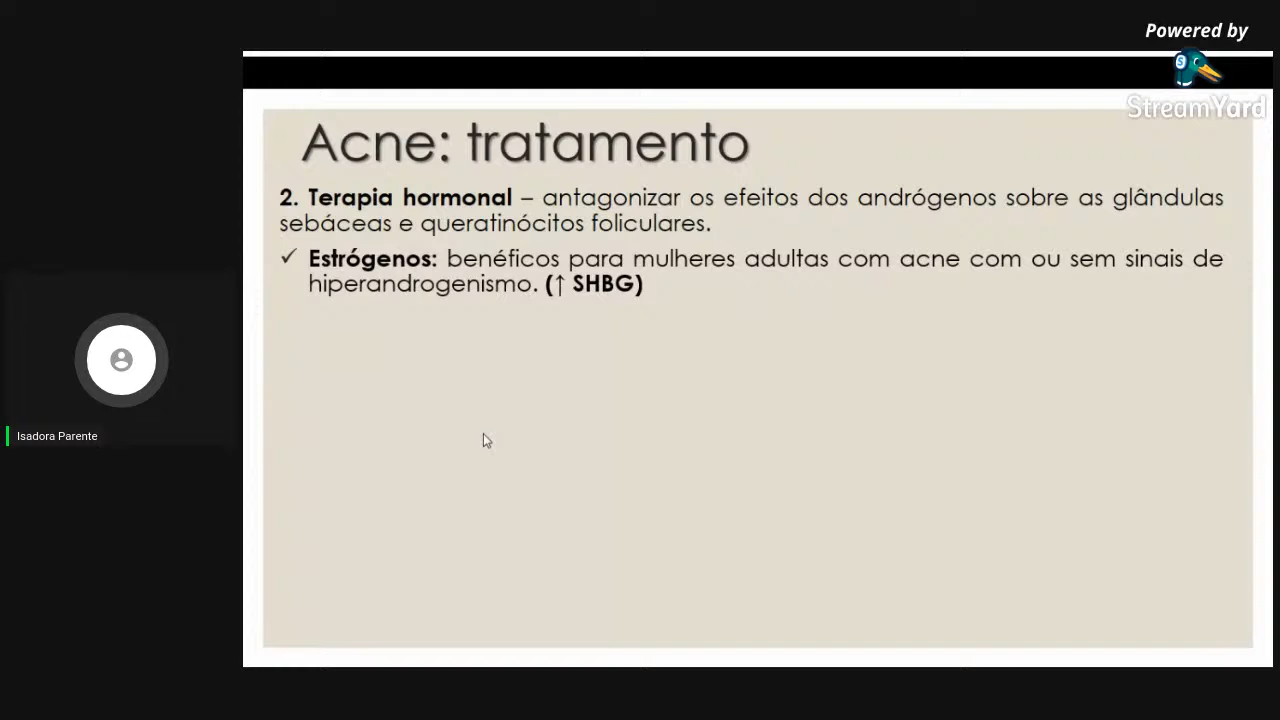 Powered by
StreamYard
Acne: tratamento
2. Terapia hormonal – antagonizar os efeitos dos andrógenos sobre as glândulas
sebáceas e queratinócitos foliculares.
✓ Estrógenos: benéficos para mulheres adultas com acne com ou sem sinais de
hiperandrogenismo. (↑ SHBG)
Isadora Parente